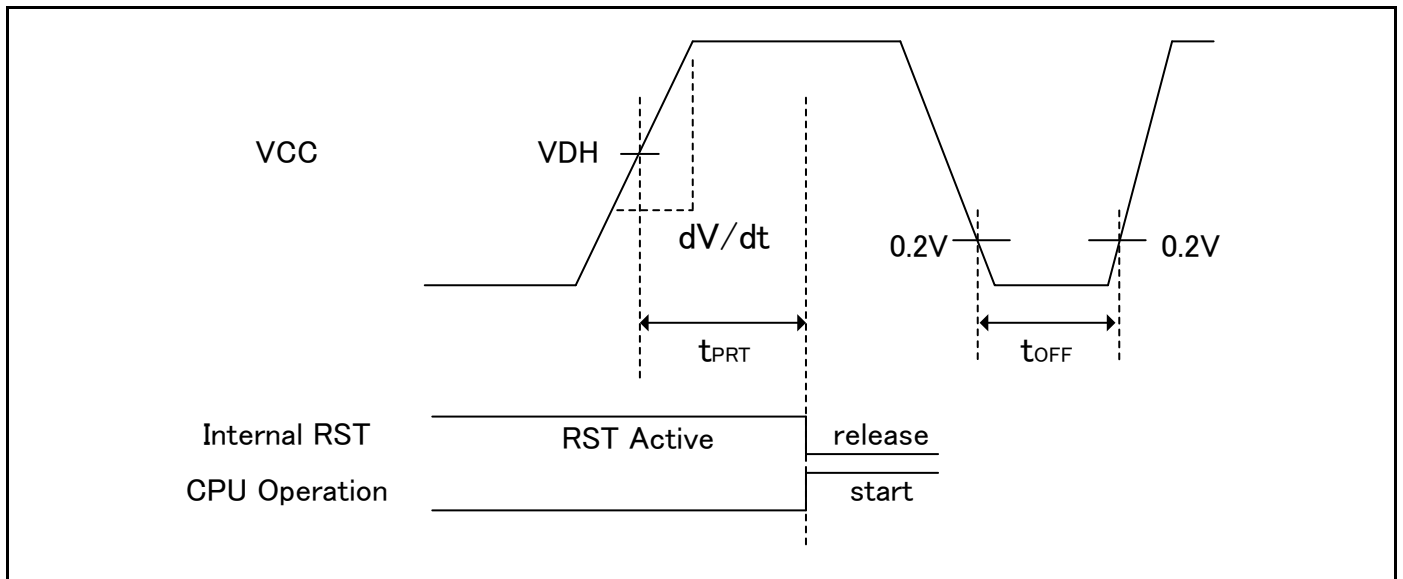 VCC
VDH
dV/dt
0.2V
0.2V
tPRT
tOFF
Internal RST
RST Active
release
CPU Operation
start